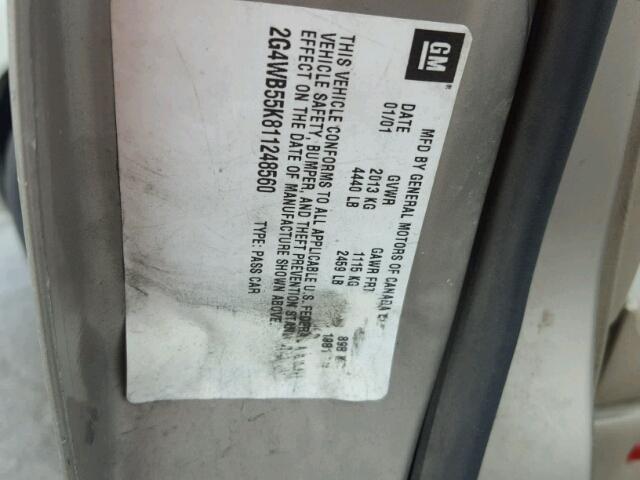 GM
MFD BY GENERAL MOTORS OF CANADA
DATE GVWR GAWR FRT
01/01 2013 KG 1115 KG 898
4440 LB 2459 LB 1981
THIS VEHICLE CONFORMS TO ALL APPLICABLE U.S. FEDERAL
VEHICLE SAFETY, BUMPER, AND THEFT PREVENTION
EFFECT ON THE DATE OF MANUFACTURE SHOWN ABOVE.
2G4WB55K811248560 TYPE: PASS CAR